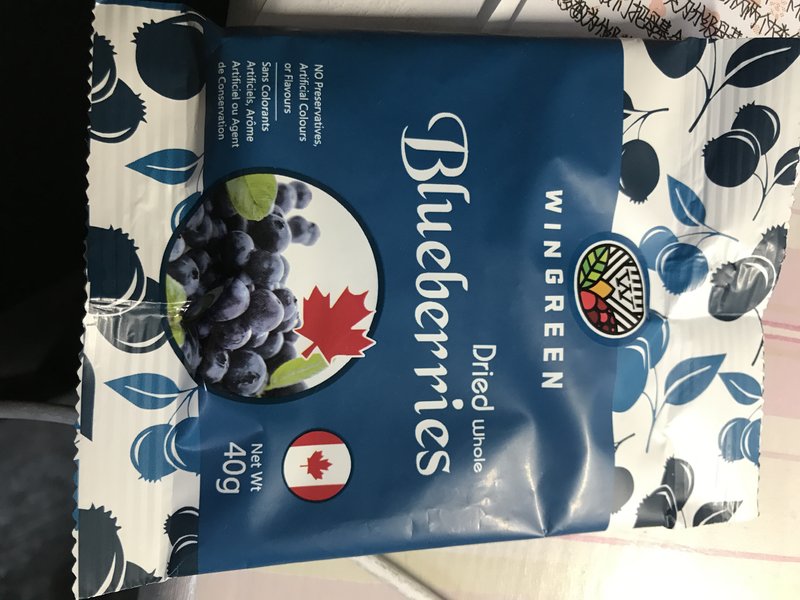 WINGREEN
Dried whole
Blueberries
NO Preservatives,
Artificial Colours
or Flavours
Sans Colorants
Artificiels, Arôme
Artificiel ou Agent
de Conservation
Net Wt
40g